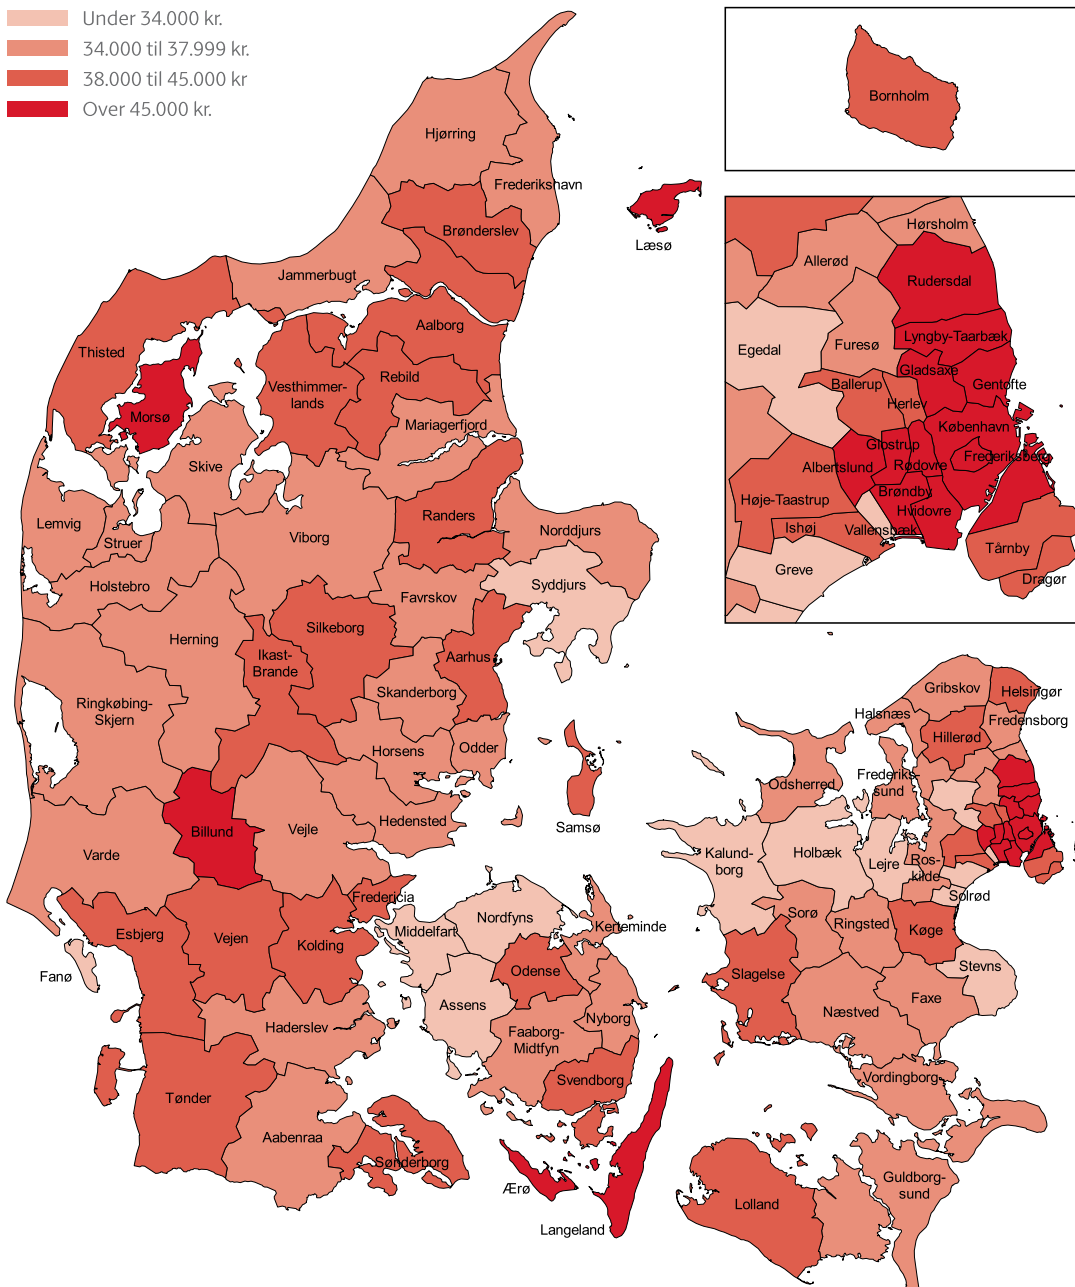 Under 34.000 kr.
34.000 til 37.999 kr.
38.000 til 45.000 kr
Over 45.000 kr.
Bornholm
Hjørring
Frederikshavn
Brønderslev
Læsø
Jammerbugt
Aalborg
Thisted
Rebild
Vesthimmer-
lands
Morsø
Mariagerfjord
Skive
Lemvig
Struer
Viborg
Randers
Norddjurs
Holstebro
Favrskov
Syddjurs
Herning
Silkeborg
Ikast-
Brande
Aarhus
Skanderborg
Ringkøbing-
Skjern
Horsens
Odder
Billund
Vejle
Hedensted
Samsø
Varde
Fredericia
Esbjerg
Vejen
Kolding
Fanø
Haderslev
Tønder
Aabenraa
Sønderborg
Middelfart
Nordfyns
Kerteminde
Odense
Assens
Faaborg-
Midtfyn
Nyborg
Svendborg
Ærø
Langeland
Hørsholm
Allerød
Rudersdal
Egedal
Furesø
Lyngby-Taarbæk
Gladsaxe
Gentofte
Ballerup
Herlev
København
Glostrup
Frederiksberg
Albertslund
Rødovre
Høje-Taastrup
Brøndby
Hvidovre
Ishøj
Vallensbæk
Greve
Tårnby
Dragør
Gribskov
Helsingør
Halsnæs
Fredensborg
Hillerød
Odsherred
Frederiks-
sund
Kalund-
borg
Holbæk
Lejre
Ros-
kilde
Solrød
Sorø
Ringsted
Køge
Slagelse
Stevns
Næstved
Faxe
Vordingborg
Guldborg-
sund
Lolland